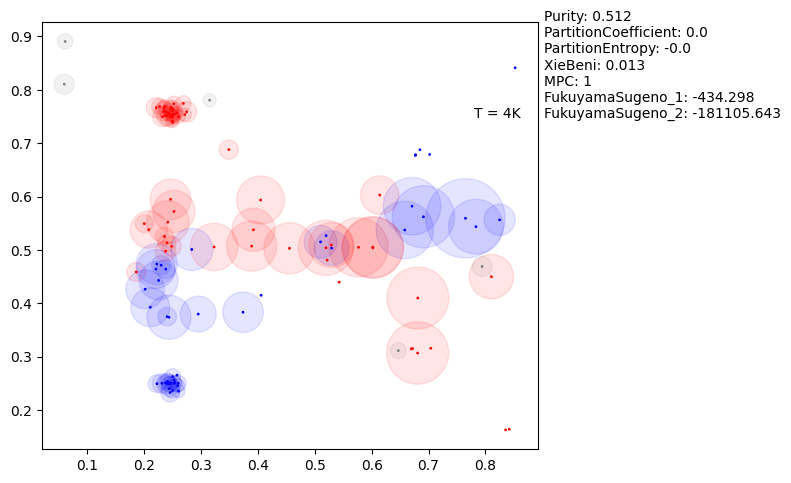 Purity: 0.512
PartitionCoefficient: 0.0
PartitionEntropy: -0.0
XieBeni: 0.013
MPC: 1
FukuyamaSugeno_1: -434.298
FukuyamaSugeno_2: -181105.643
T = 4K
0.9
0.8
0.7
0.6
0.5
0.4
0.3
0.2
0.1 0.2 0.3 0.4 0.5 0.6 0.7 0.8